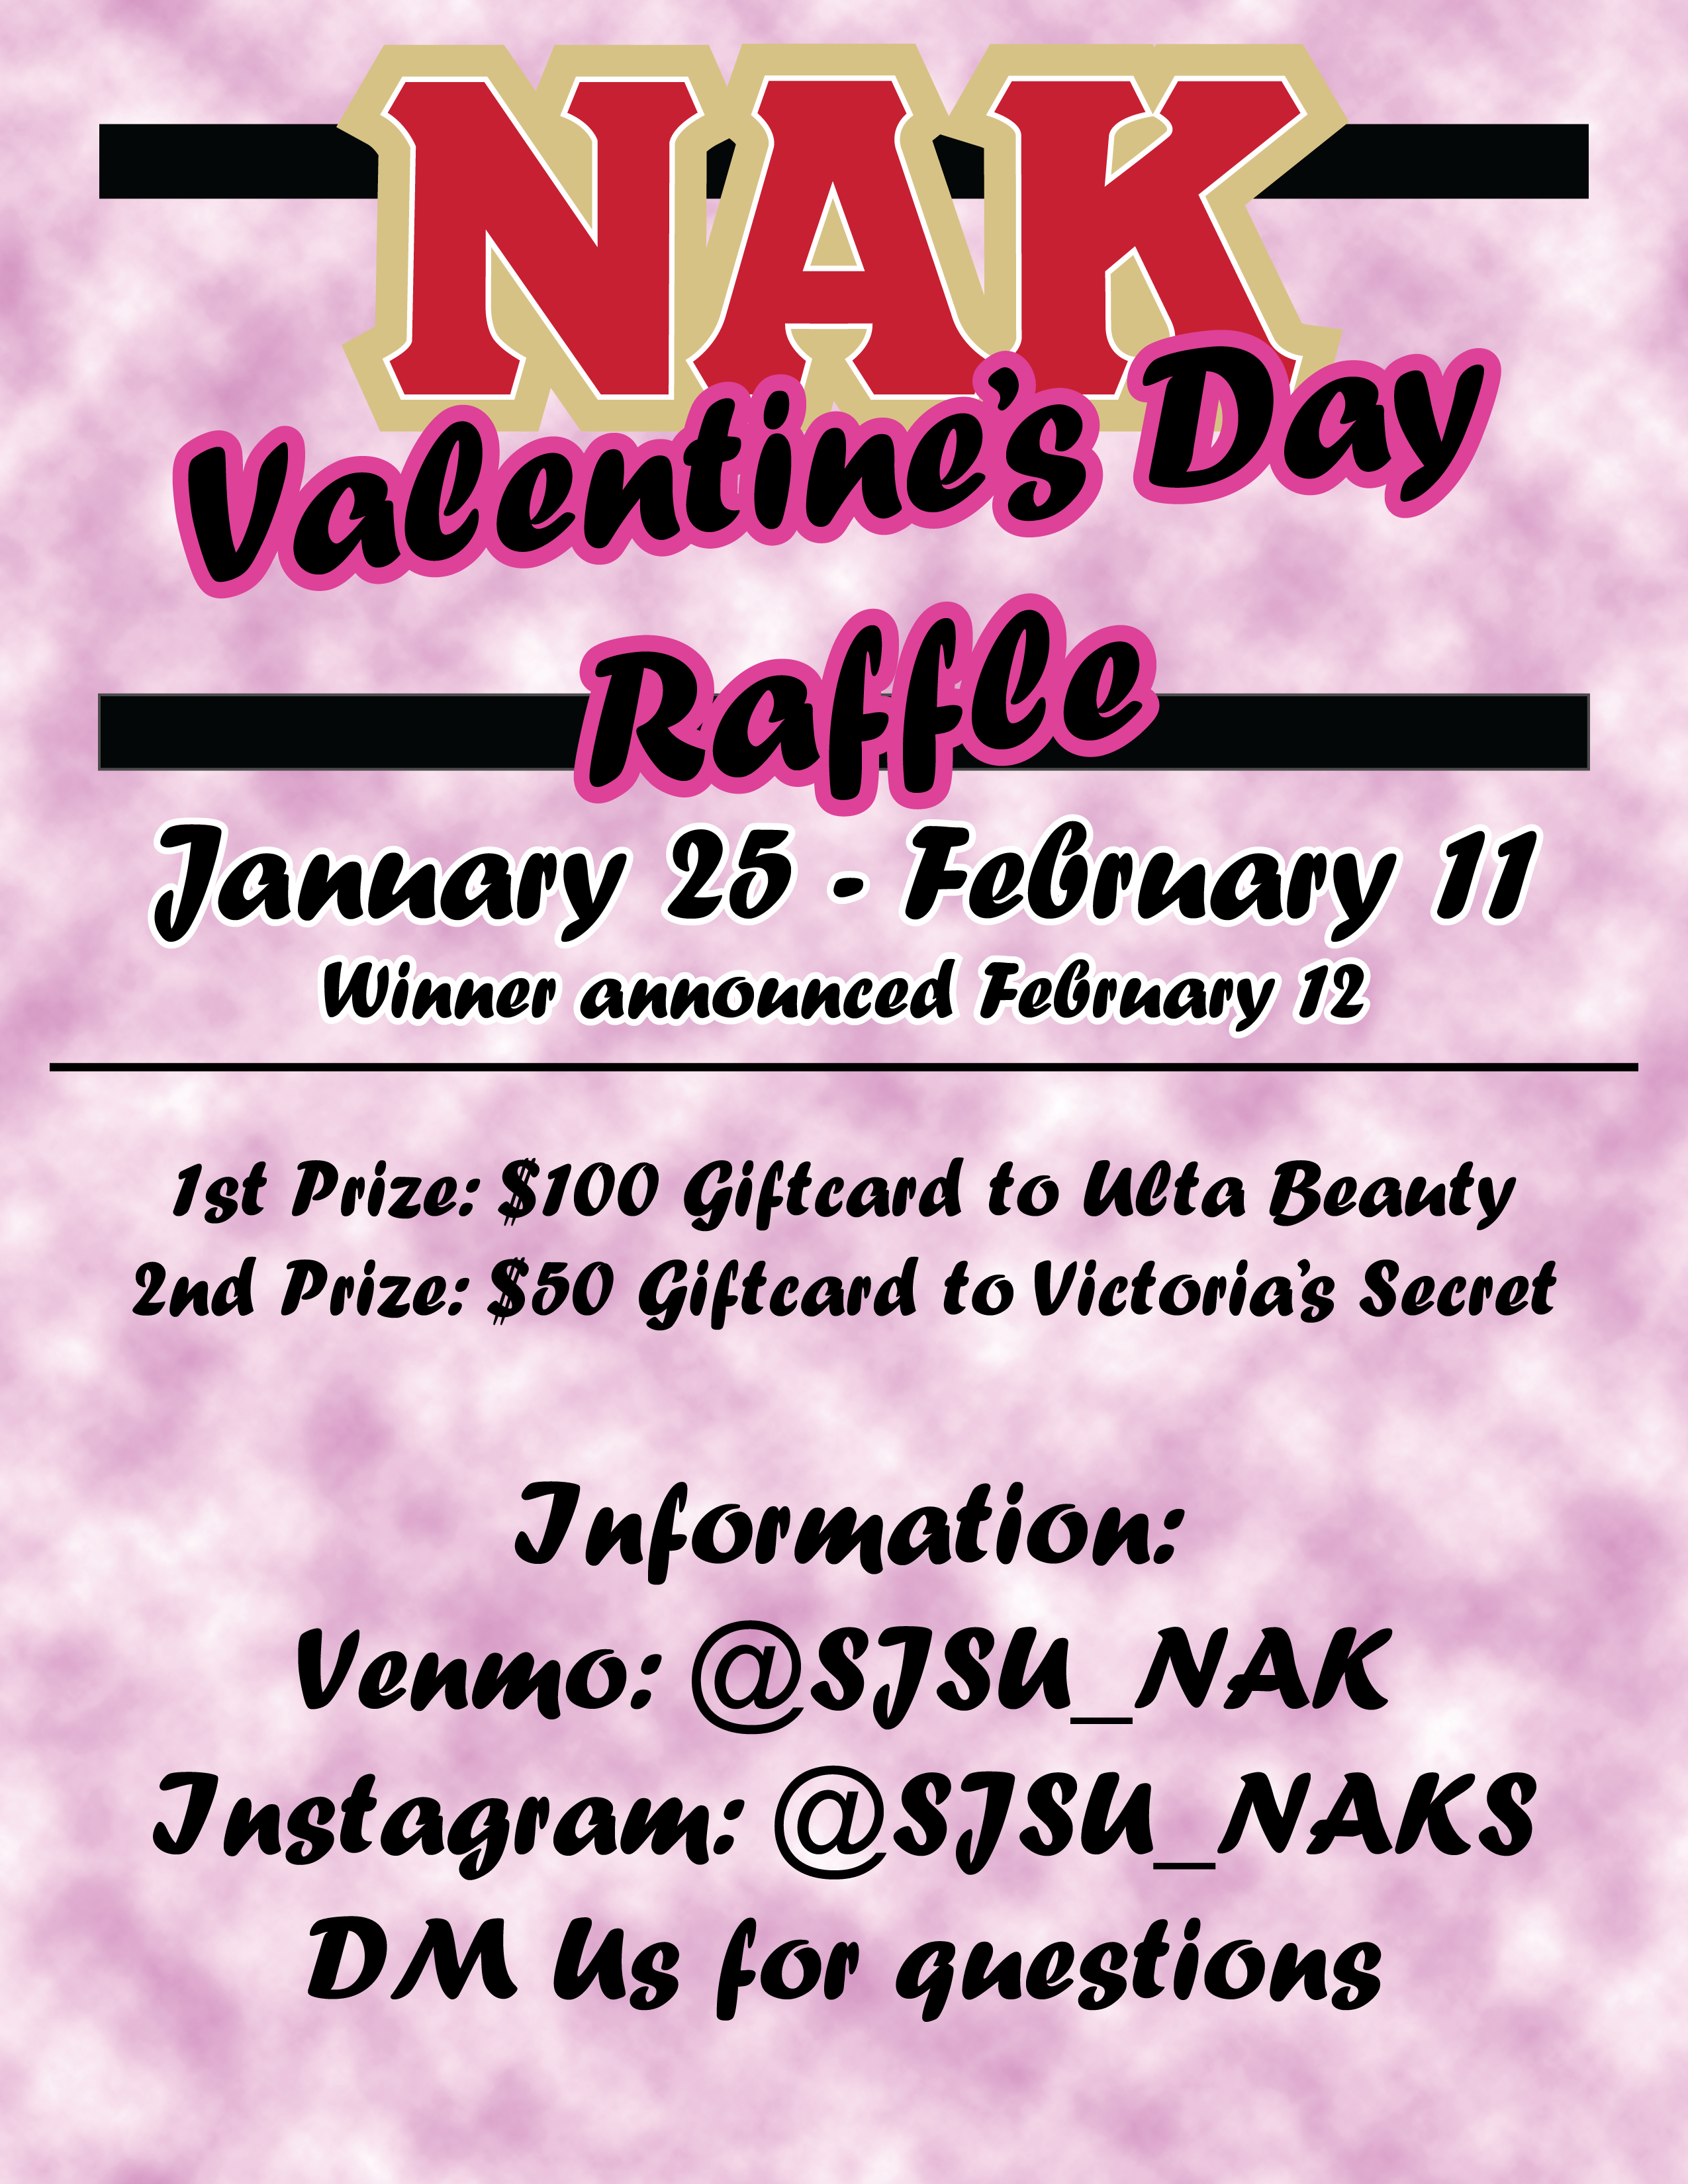 NAK
Valentine's Day
Raffle
January 25 - February 11
Winner announced February 12
1st Prize: $100 Giftcard to Ulta Beauty
2nd Prize: $50 Giftcard to Victoria's Secret
Information:
Venmo: @SJSU_NAK
Instagram: @SJSU_NAKS
DM Us for questions